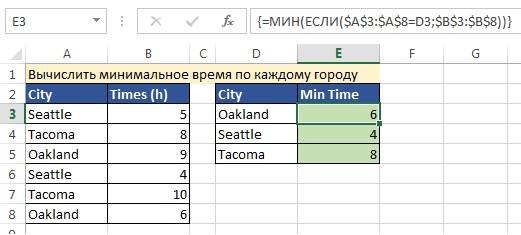 E3 {=МИН(ЕСЛИ($A$3:$A$8=D3;$B$3:$B$8))}
A B C D E F G
1 Вычислить минимальное время по каждому городу
2 City Times (h) City Min Time
3 Seattle 5 Oakland 6
4 Tacoma 8 Seattle 4
5 Oakland 9 Tacoma 8
6 Seattle 4
7 Tacoma 10
8 Oakland 6